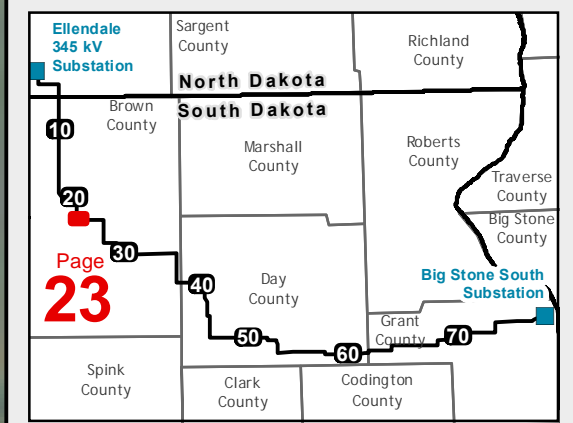 Ellendale
345 kV
Substation
Sargent
County
Richland
County
North Dakota
South Dakota
Brown
County
10
Marshall
County
Roberts
County
Traverse
County
20
Big Stone
County
30
Page
23
40
Day
County
Big Stone South
Substation
Grant
County
50
60
70
Spink
County
Clark
County
Codington
County